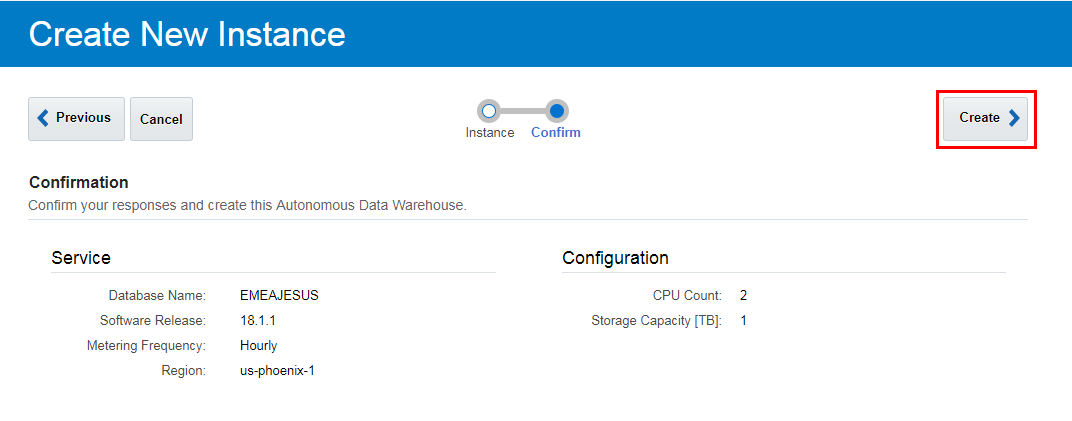 Create New Instance
Previous
Cancel
Instance
Confirm
Create
Confirmation
Confirm your responses and create this Autonomous Data Warehouse.
Service
Database Name: EMEAJESUS
Software Release: 18.1.1
Metering Frequency: Hourly
Region: us-phoenix-1
Configuration
CPU Count: 2
Storage Capacity [TB]: 1